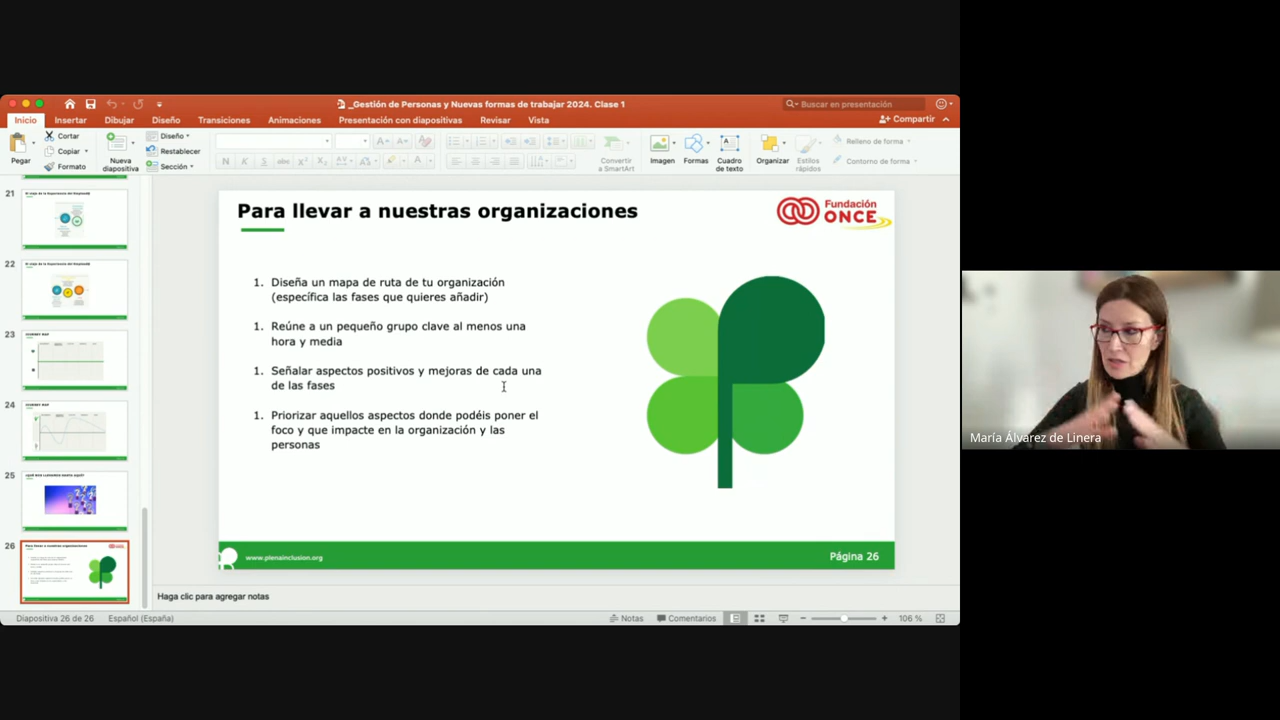 _Gestión de Personas y Nuevas formas de trabajar 2024. Clase 1
Buscar en presentación
Inicio Insertar Dibujar Diseño Transiciones Animaciones Presentación con diapositivas Revisar Vista
Compartir
Pegar
Cortar
Copiar
Formato
Nueva
diapositiva
Diseño
Restablecer
Sección
Convertir
a SmartArt
Imagen
Formas
Cuadro
de texto
Organizar
Estilos
rápidos
Relleno de forma
Contorno de forma
21
22
23
24
25
26
Para llevar a nuestras organizaciones
Fundación
ONCE
1. Diseña un mapa de ruta de tu organización
(específica las fases que quieres añadir)
1. Reúne a un pequeño grupo clave al menos una
hora y media
1. Señalar aspectos positivos y mejoras de cada una
de las fases
1. Priorizar aquellos aspectos donde podéis poner el
foco y que impacte en la organización y las
personas
www.plenainclusion.org
Página 26
Haga clic para agregar notas
Diapositiva 26 de 26 Español (España)
Notas Comentarios 106 %
María Álvarez de Linera